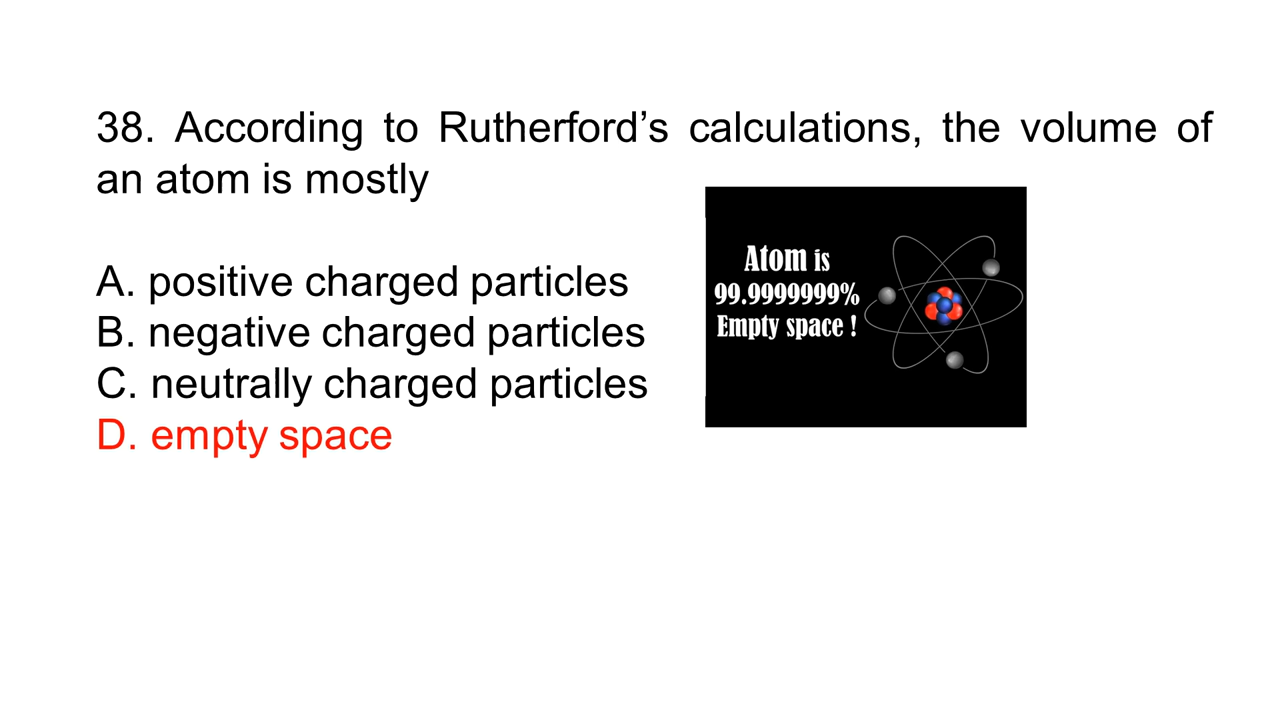 38. According to Rutherford’s calculations, the volume of
an atom is mostly
A. positive charged particles
B. negative charged particles
C. neutrally charged particles
D. empty space
Atom is
99.9999999%
Empty space !